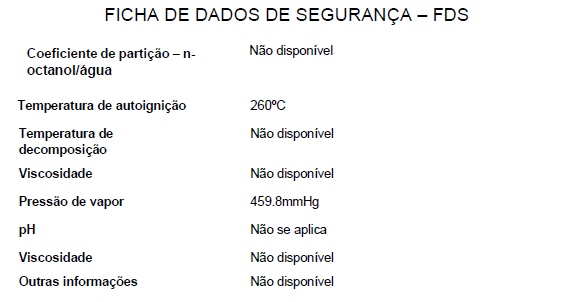 FICHA DE DADOS DE SEGURANÇA – FDS
Coeficiente de partição – n-
octanol/água
Não disponível
Temperatura de autoignição
260ºC
Temperatura de
decomposição
Não disponível
Viscosidade
Não disponível
Pressão de vapor
459.8mmHg
pH
Não se aplica
Viscosidade
Não disponível
Outras informações
Não disponível